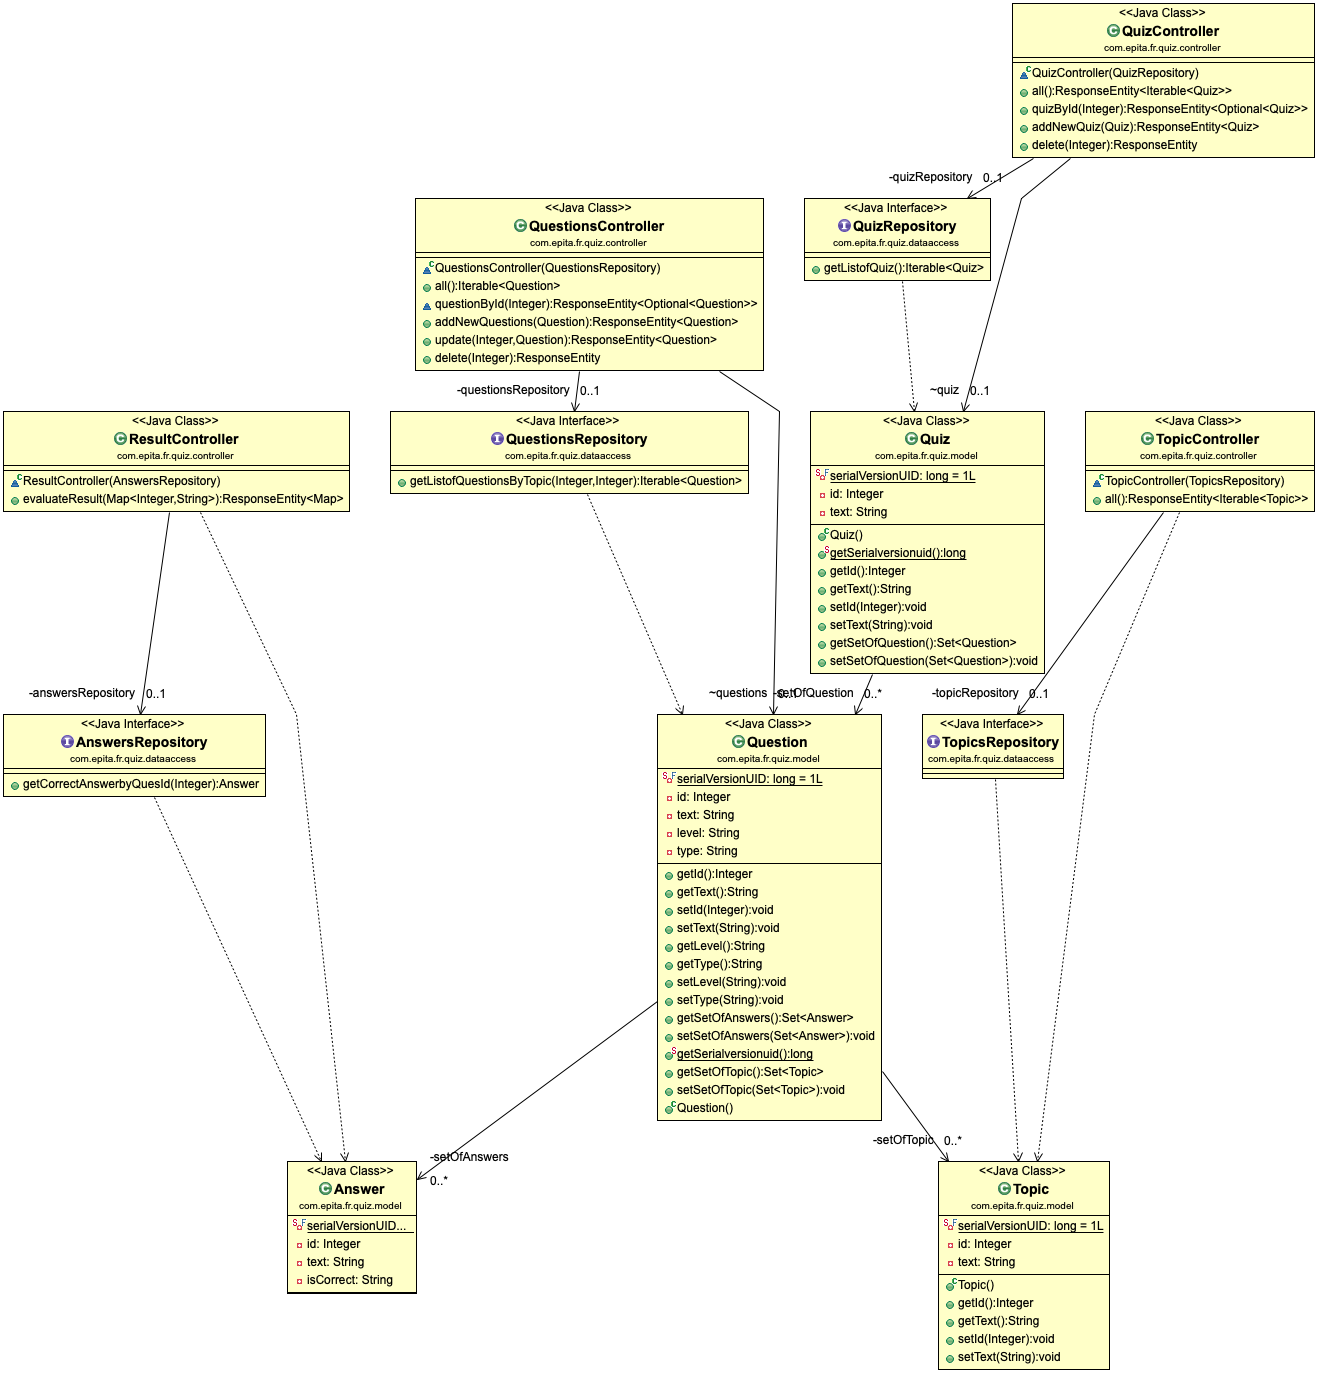 <<Java Class>>
QuizController
com.epita.fr.quiz.controller
QuizController(QuizRepository)
all():ResponseEntity<Iterable<Quiz>>
quizById(Integer):ResponseEntity<Optional<Quiz>>
addNewQuiz(Quiz):ResponseEntity<Quiz>
delete(Integer):ResponseEntity
-quizRepository 0..1
<<Java Class>>
QuestionsController
com.epita.fr.quiz.controller
QuestionsController(QuestionsRepository)
all():Iterable<Question>
questionById(Integer):ResponseEntity<Optional<Question>>
addNewQuestions(Question):ResponseEntity<Question>
update(Integer,Question):ResponseEntity<Question>
delete(Integer):ResponseEntity
<<Java Interface>>
QuizRepository
com.epita.fr.quiz.dataaccess
getListofQuiz():Iterable<Quiz>
-questionsRepository 0..1
~quiz 0..1
<<Java Class>>
ResultController
com.epita.fr.quiz.controller
ResultController(AnswersRepository)
evaluateResult(Map<Integer,String>):ResponseEntity<Map>
<<Java Interface>>
QuestionsRepository
com.epita.fr.quiz.dataaccess
getListofQuestionsByTopic(Integer,Integer):Iterable<Question>
<<Java Class>>
Quiz
com.epita.fr.quiz.model
serialVersionUID: long = 1L
id: Integer
text: String
Quiz()
getSerialversionuid():long
getId():Integer
getText():String
setId(Integer):void
setText(String):void
getSetOfQuestion():Set<Question>
setSetOfQuestion(Set<Question>):void
<<Java Class>>
TopicController
com.epita.fr.quiz.controller
TopicController(TopicsRepository)
all():ResponseEntity<Iterable<Topic>>
-answersRepository 0..1
~questions 0..1
-setOfQuestion 0..*
-topicRepository 0..1
<<Java Interface>>
AnswersRepository
com.epita.fr.quiz.dataaccess
getCorrectAnswerbyQuesId(Integer):Answer
<<Java Class>>
Question
com.epita.fr.quiz.model
serialVersionUID: long = 1L
id: Integer
text: String
level: String
type: String
getId():Integer
getText():String
setId(Integer):void
setText(String):void
getLevel():String
getType():String
setLevel(String):void
setType(String):void
getSetOfAnswers():Set<Answer>
setSetOfAnswers(Set<Answer>):void
getSerialversionuid():long
getSetOfTopic():Set<Topic>
setSetOfTopic(Set<Topic>):void
Question()
<<Java Interface>>
TopicsRepository
com.epita.fr.quiz.dataaccess
-setOfAnswers
0..*
-setOfTopic 0..*
<<Java Class>>
Answer
com.epita.fr.quiz.model
serialVersionUID...
id: Integer
text: String
isCorrect: String
<<Java Class>>
Topic
com.epita.fr.quiz.model
serialVersionUID: long = 1L
id: Integer
text: String
Topic()
getId():Integer
getText():String
setId(Integer):void
setText(String):void